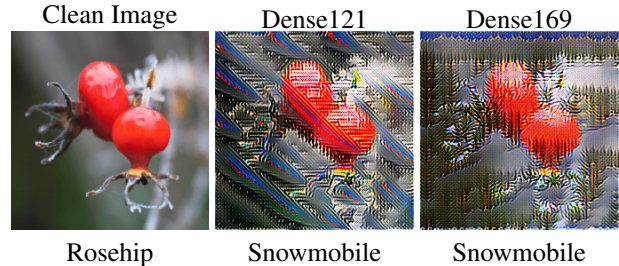 Clean Image Dense121 Dense169
Rosehip Snowmobile Snowmobile